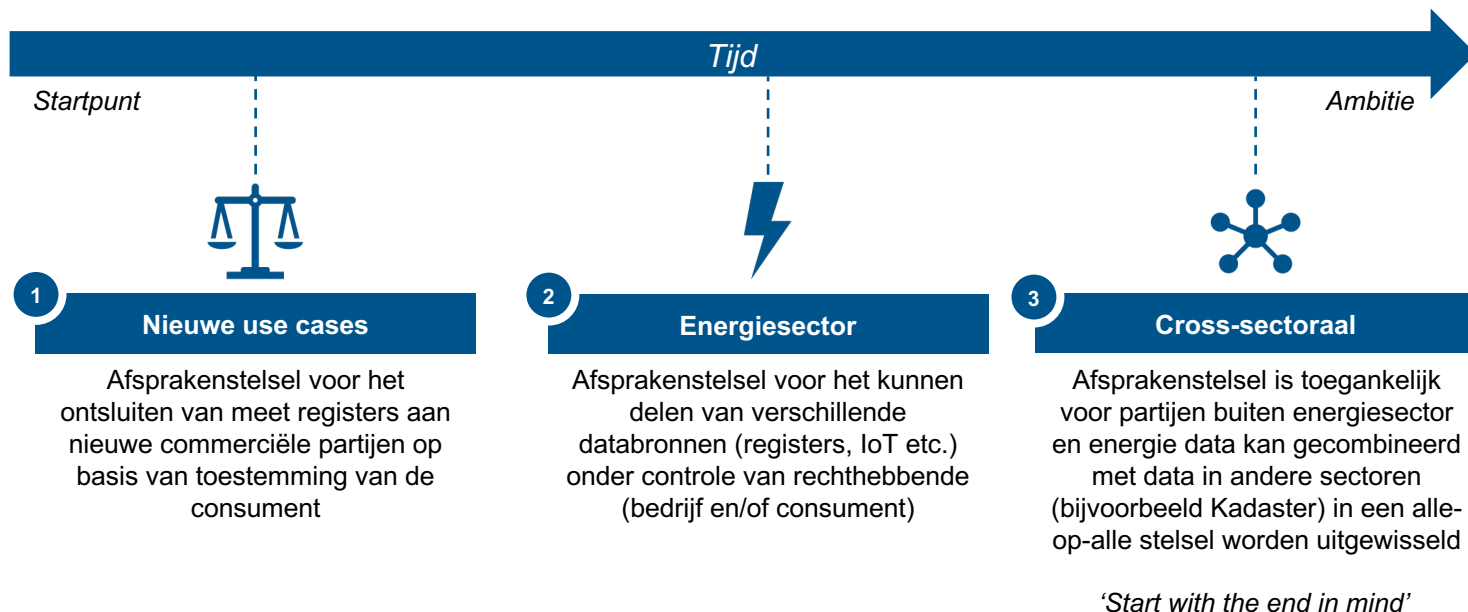 Tijd
Startpunt
Ambitie
1
Nieuwe use cases
Afsprakenstelsel voor het
ontsluiten van meet registers aan
nieuwe commerciële partijen op
basis van toestemming van de
consument
2
Energiesector
Afsprakenstelsel voor het kunnen
delen van verschillende
databronnen (registers, IoT etc.)
onder controle van rechthebbende
(bedrijf en/of consument)
3
Cross-sectoraal
Afsprakenstelsel is toegankelijk
voor partijen buiten energiesector
en energie data kan gecombineerd
met data in andere sectoren
(bijvoorbeeld Kadaster) in een alle-
op-alle stelsel worden uitgewisseld
‘Start with the end in mind’